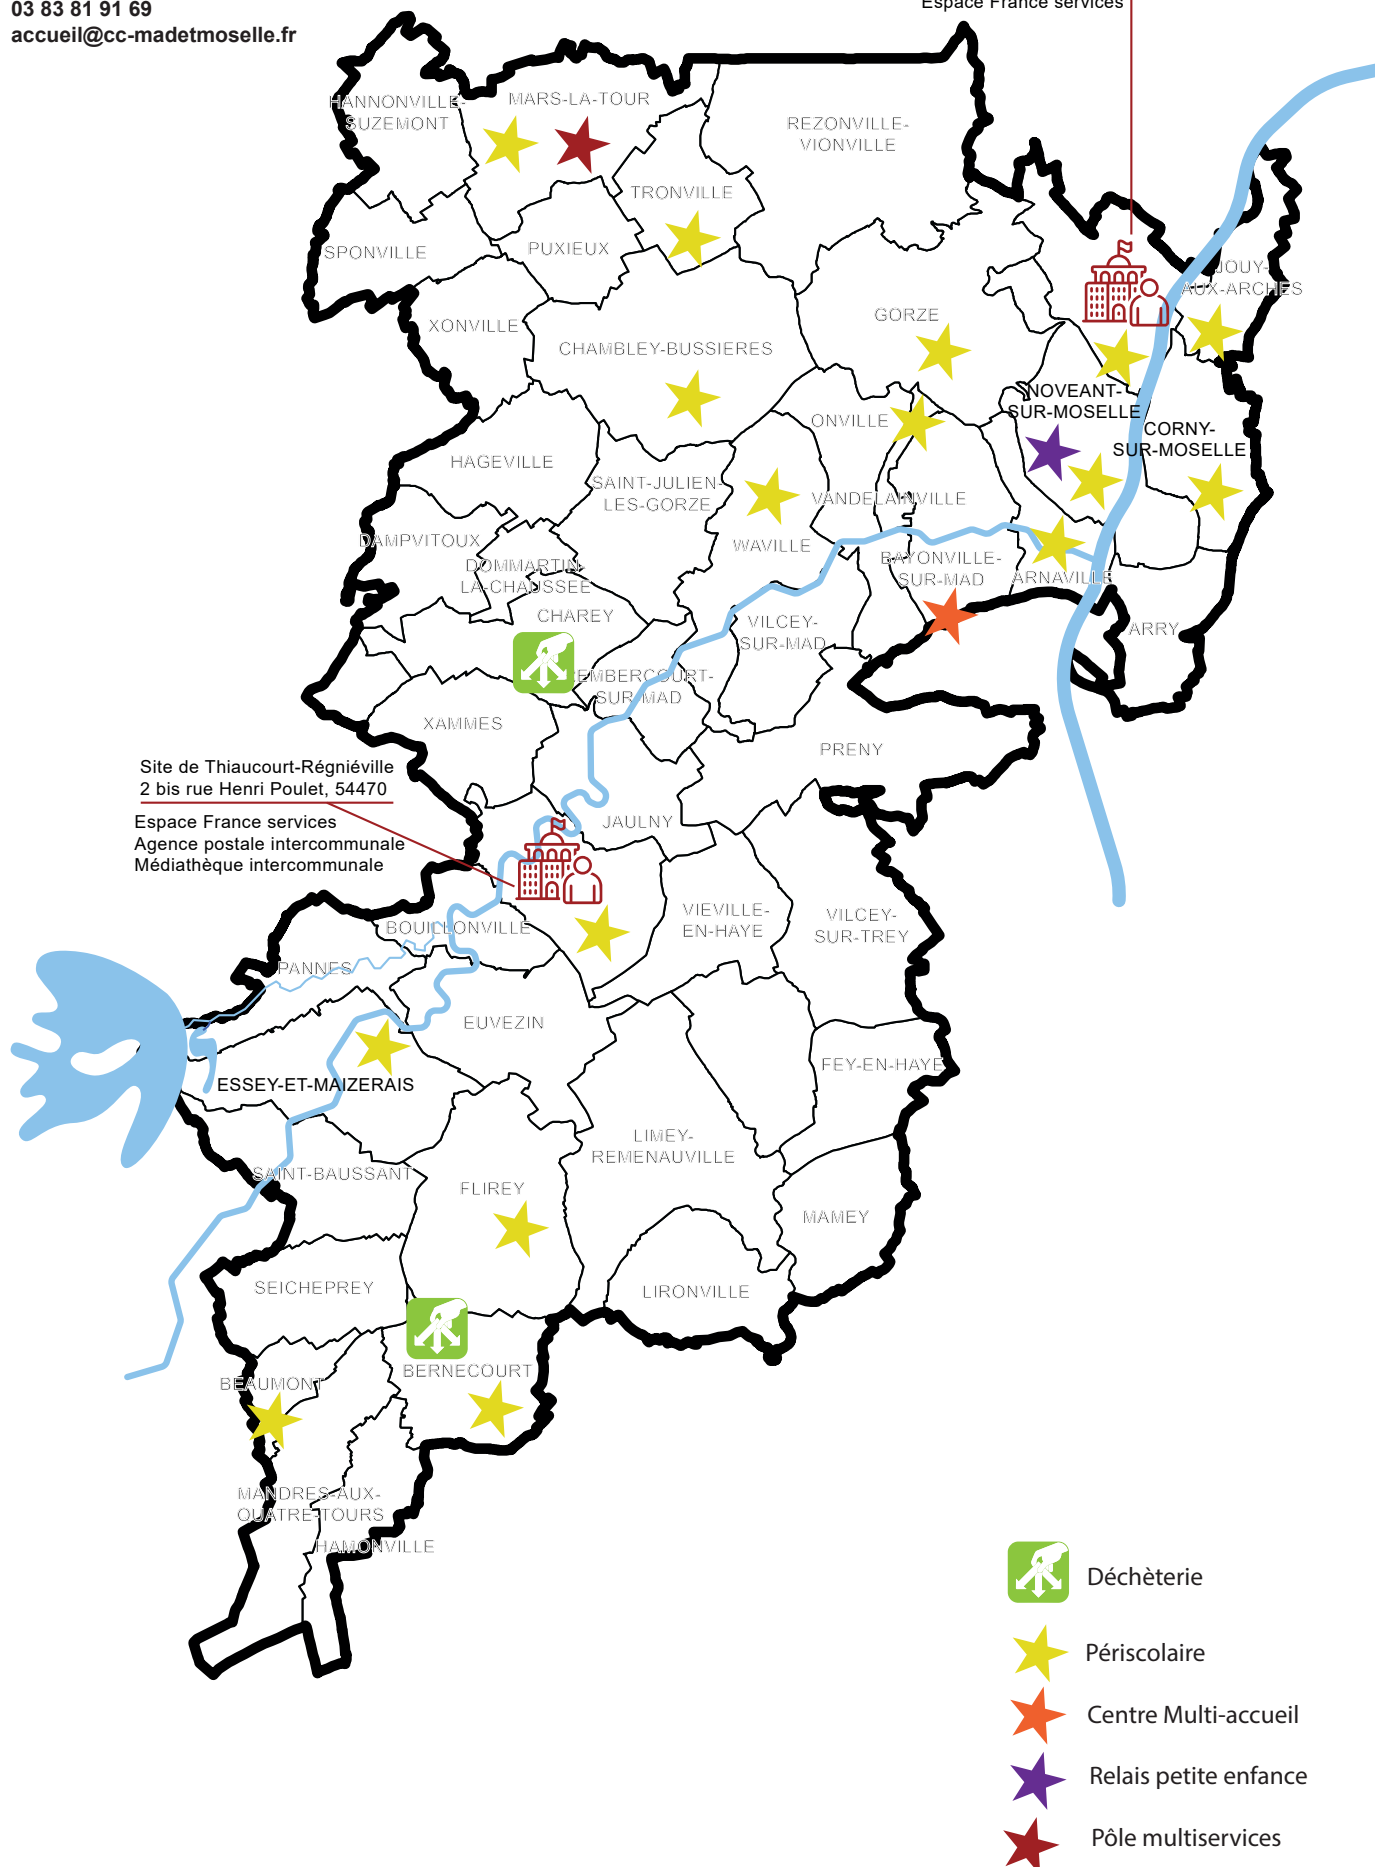 03 83 81 91 69
accueil@cc-madetmoselle.fr
Espace France services
HANNONVILLE-
SUZEMONT
MARS-LA-TOUR
REZONVILLE-
VIONVILLE
TRONVILLE
SPONVILLE
PUXIEUX
JOUY-
AUX-ARCHES
XONVILLE
GORZE
CHAMBLEY-BUSSIERES
NOVEANT-
SUR-MOSELLE
ONVILLE
CORNY-
SUR-MOSELLE
HAGEVILLE
SAINT-JULIEN-
LES-GORZE
VANDELAINVILLE
DAMPVITOUX
WAVILLE
DOMMARTIN-
LA-CHAUSSEE
BAYONVILLE-
SUR-MAD
ARNAVILLE
CHAREY
VILCEY-
SUR-MAD
ARRY
EMBERCOURT-
SUR-MAD
XAMMES
PRENY
Site de Thiaucourt-Régniéville
2 bis rue Henri Poulet, 54470
Espace France services
Agence postale intercommunale
Médiathèque intercommunale
JAULNY
VIEVILLE-
EN-HAYE
VILCEY-
SUR-TREY
BOUILLONVILLE
PANNES
EUVEZIN
FEY-EN-HAYE
ESSEY-ET-MAIZERAIS
LIMEY-
REMENAUVILLE
SAINT-BAUSSANT
FLIREY
MAMEY
SEICHEPREY
LIRONVILLE
BERNECOURT
BEAUMONT
MANDRES-AUX-
QUATRE-TOURS
HAMONVILLE
Déchèterie
Périscolaire
Centre Multi-accueil
Relais petite enfance
Pôle multiservices